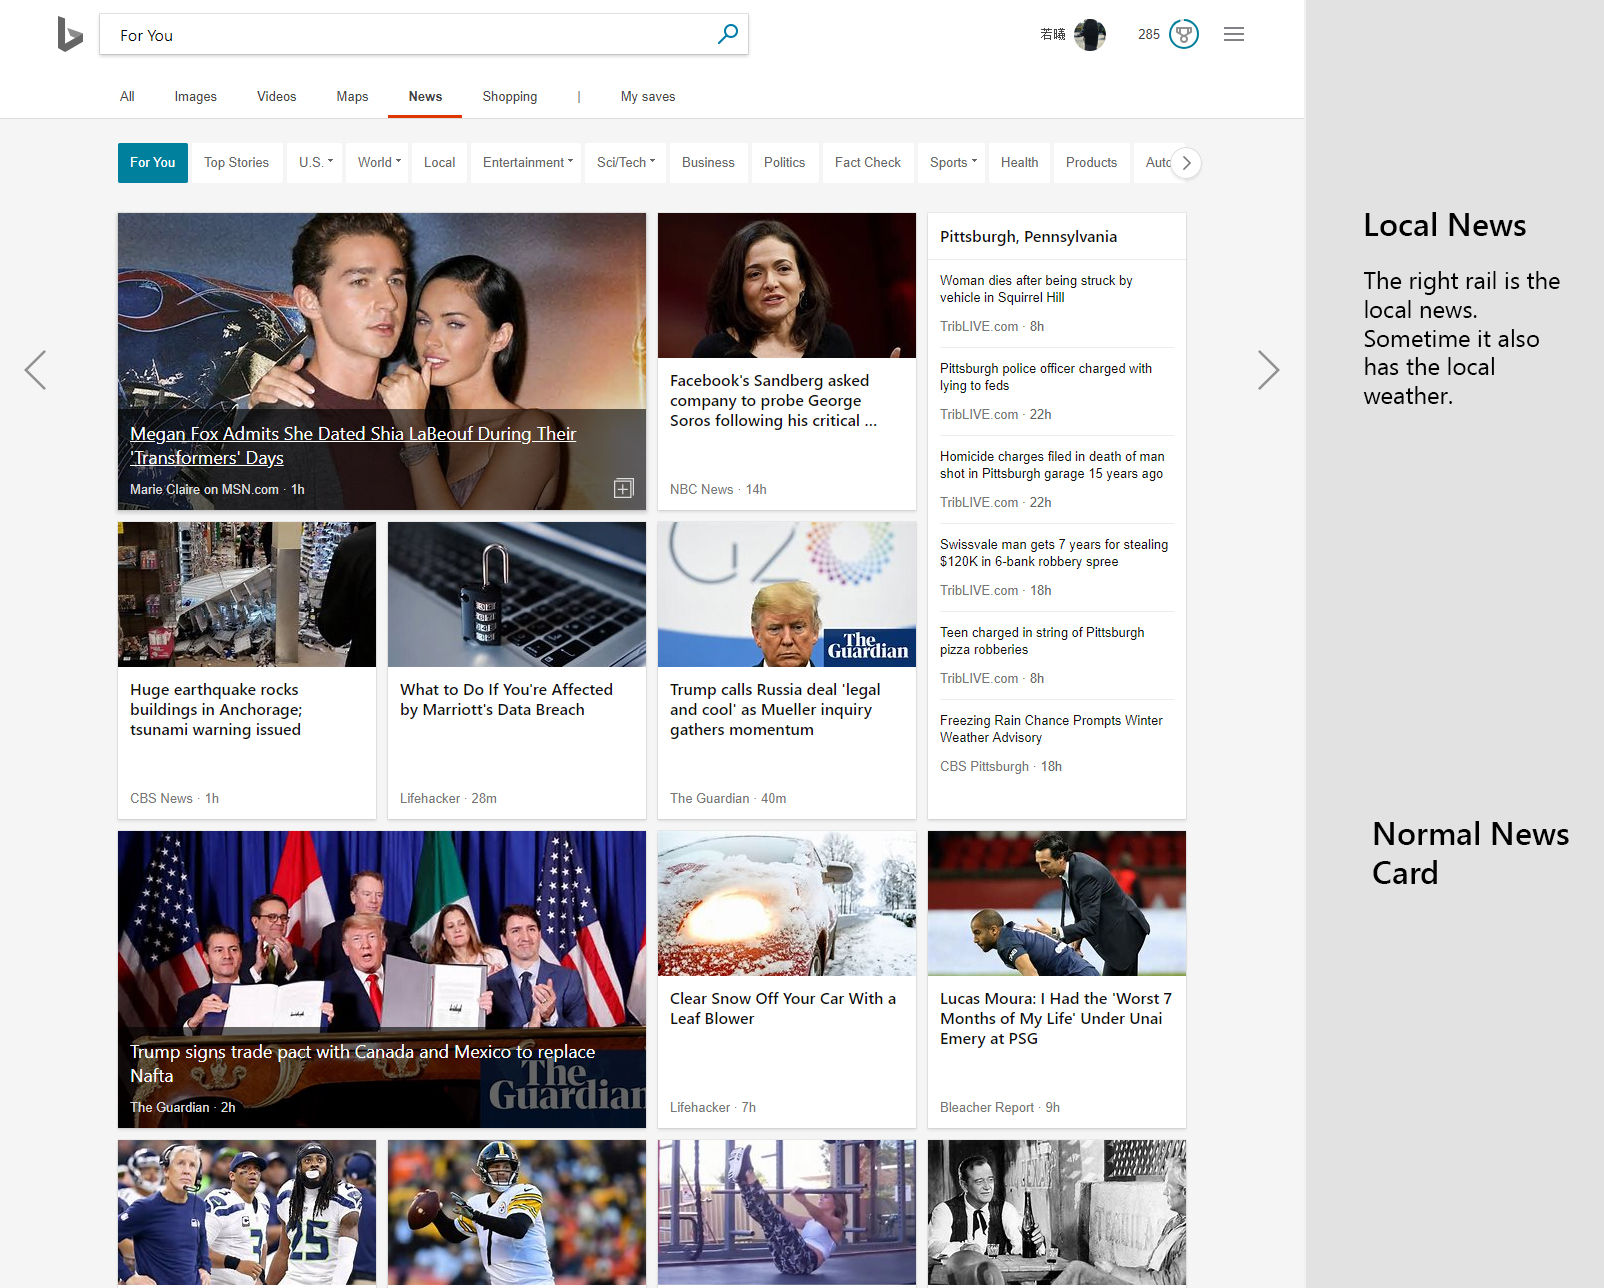 For You
若曦
285
All Images Videos Maps News Shopping | My saves
For You Top Stories U.S. World Local Entertainment Sci/Tech Business Politics Fact Check Sports Health Products Auto
Megan Fox Admits She Dated Shia LaBeouf During Their
'Transformers' Days
Marie Claire on MSN.com · 1h
Facebook's Sandberg asked
company to probe George
Soros following his critical ...
NBC News · 14h
Pittsburgh, Pennsylvania
Woman dies after being struck by
vehicle in Squirrel Hill
TribLIVE.com · 8h
Pittsburgh police officer charged with
lying to feds
TribLIVE.com · 22h
Homicide charges filed in death of man
shot in Pittsburgh garage 15 years ago
TribLIVE.com · 22h
Swissvale man gets 7 years for stealing
$120K in 6-bank robbery spree
TribLIVE.com · 18h
Teen charged in string of Pittsburgh
pizza robberies
TribLIVE.com · 8h
Freezing Rain Chance Prompts Winter
Weather Advisory
CBS Pittsburgh · 18h
Local News
The right rail is the
local news.
Sometime it also
has the local
weather.
Huge earthquake rocks
buildings in Anchorage;
tsunami warning issued
CBS News · 1h
What to Do If You're Affected
by Marriott's Data Breach
Lifehacker · 28m
G20
The
Guardian
Trump calls Russia deal 'legal
and cool' as Mueller inquiry
gathers momentum
The Guardian · 40m
Normal News
Card
The
Guardian
Trump signs trade pact with Canada and Mexico to replace
Nafta
The Guardian · 2h
Clear Snow Off Your Car With a
Leaf Blower
Lifehacker · 7h
Lucas Moura: I Had the 'Worst 7
Months of My Life' Under Unai
Emery at PSG
Bleacher Report · 9h
3
25
7